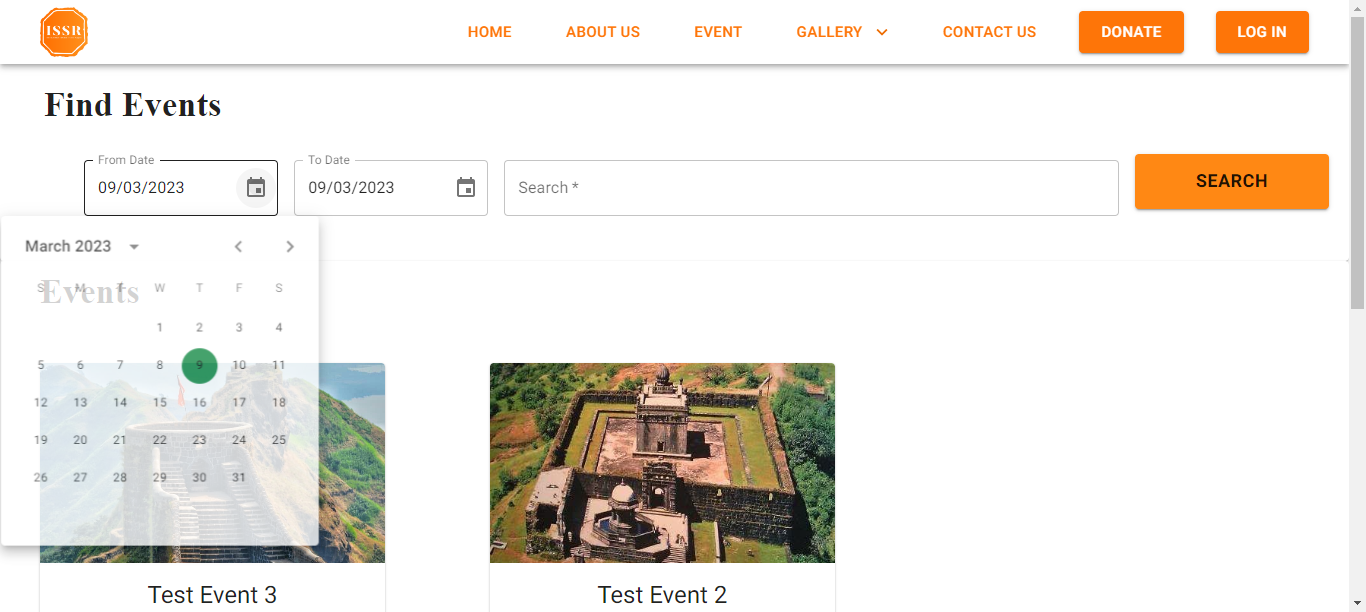 ISSR
HOME ABOUT US EVENT GALLERY CONTACT US DONATE LOG IN
Find Events
From Date To Date
09/03/2023 09/03/2023 Search * SEARCH
March 2023
S M T W T F S
Events
1 2 3 4
5 6 7 8 9 10 11
12 13 14 15 16 17 18
19 20 21 22 23 24 25
26 27 28 29 30 31
Test Event 3 Test Event 2